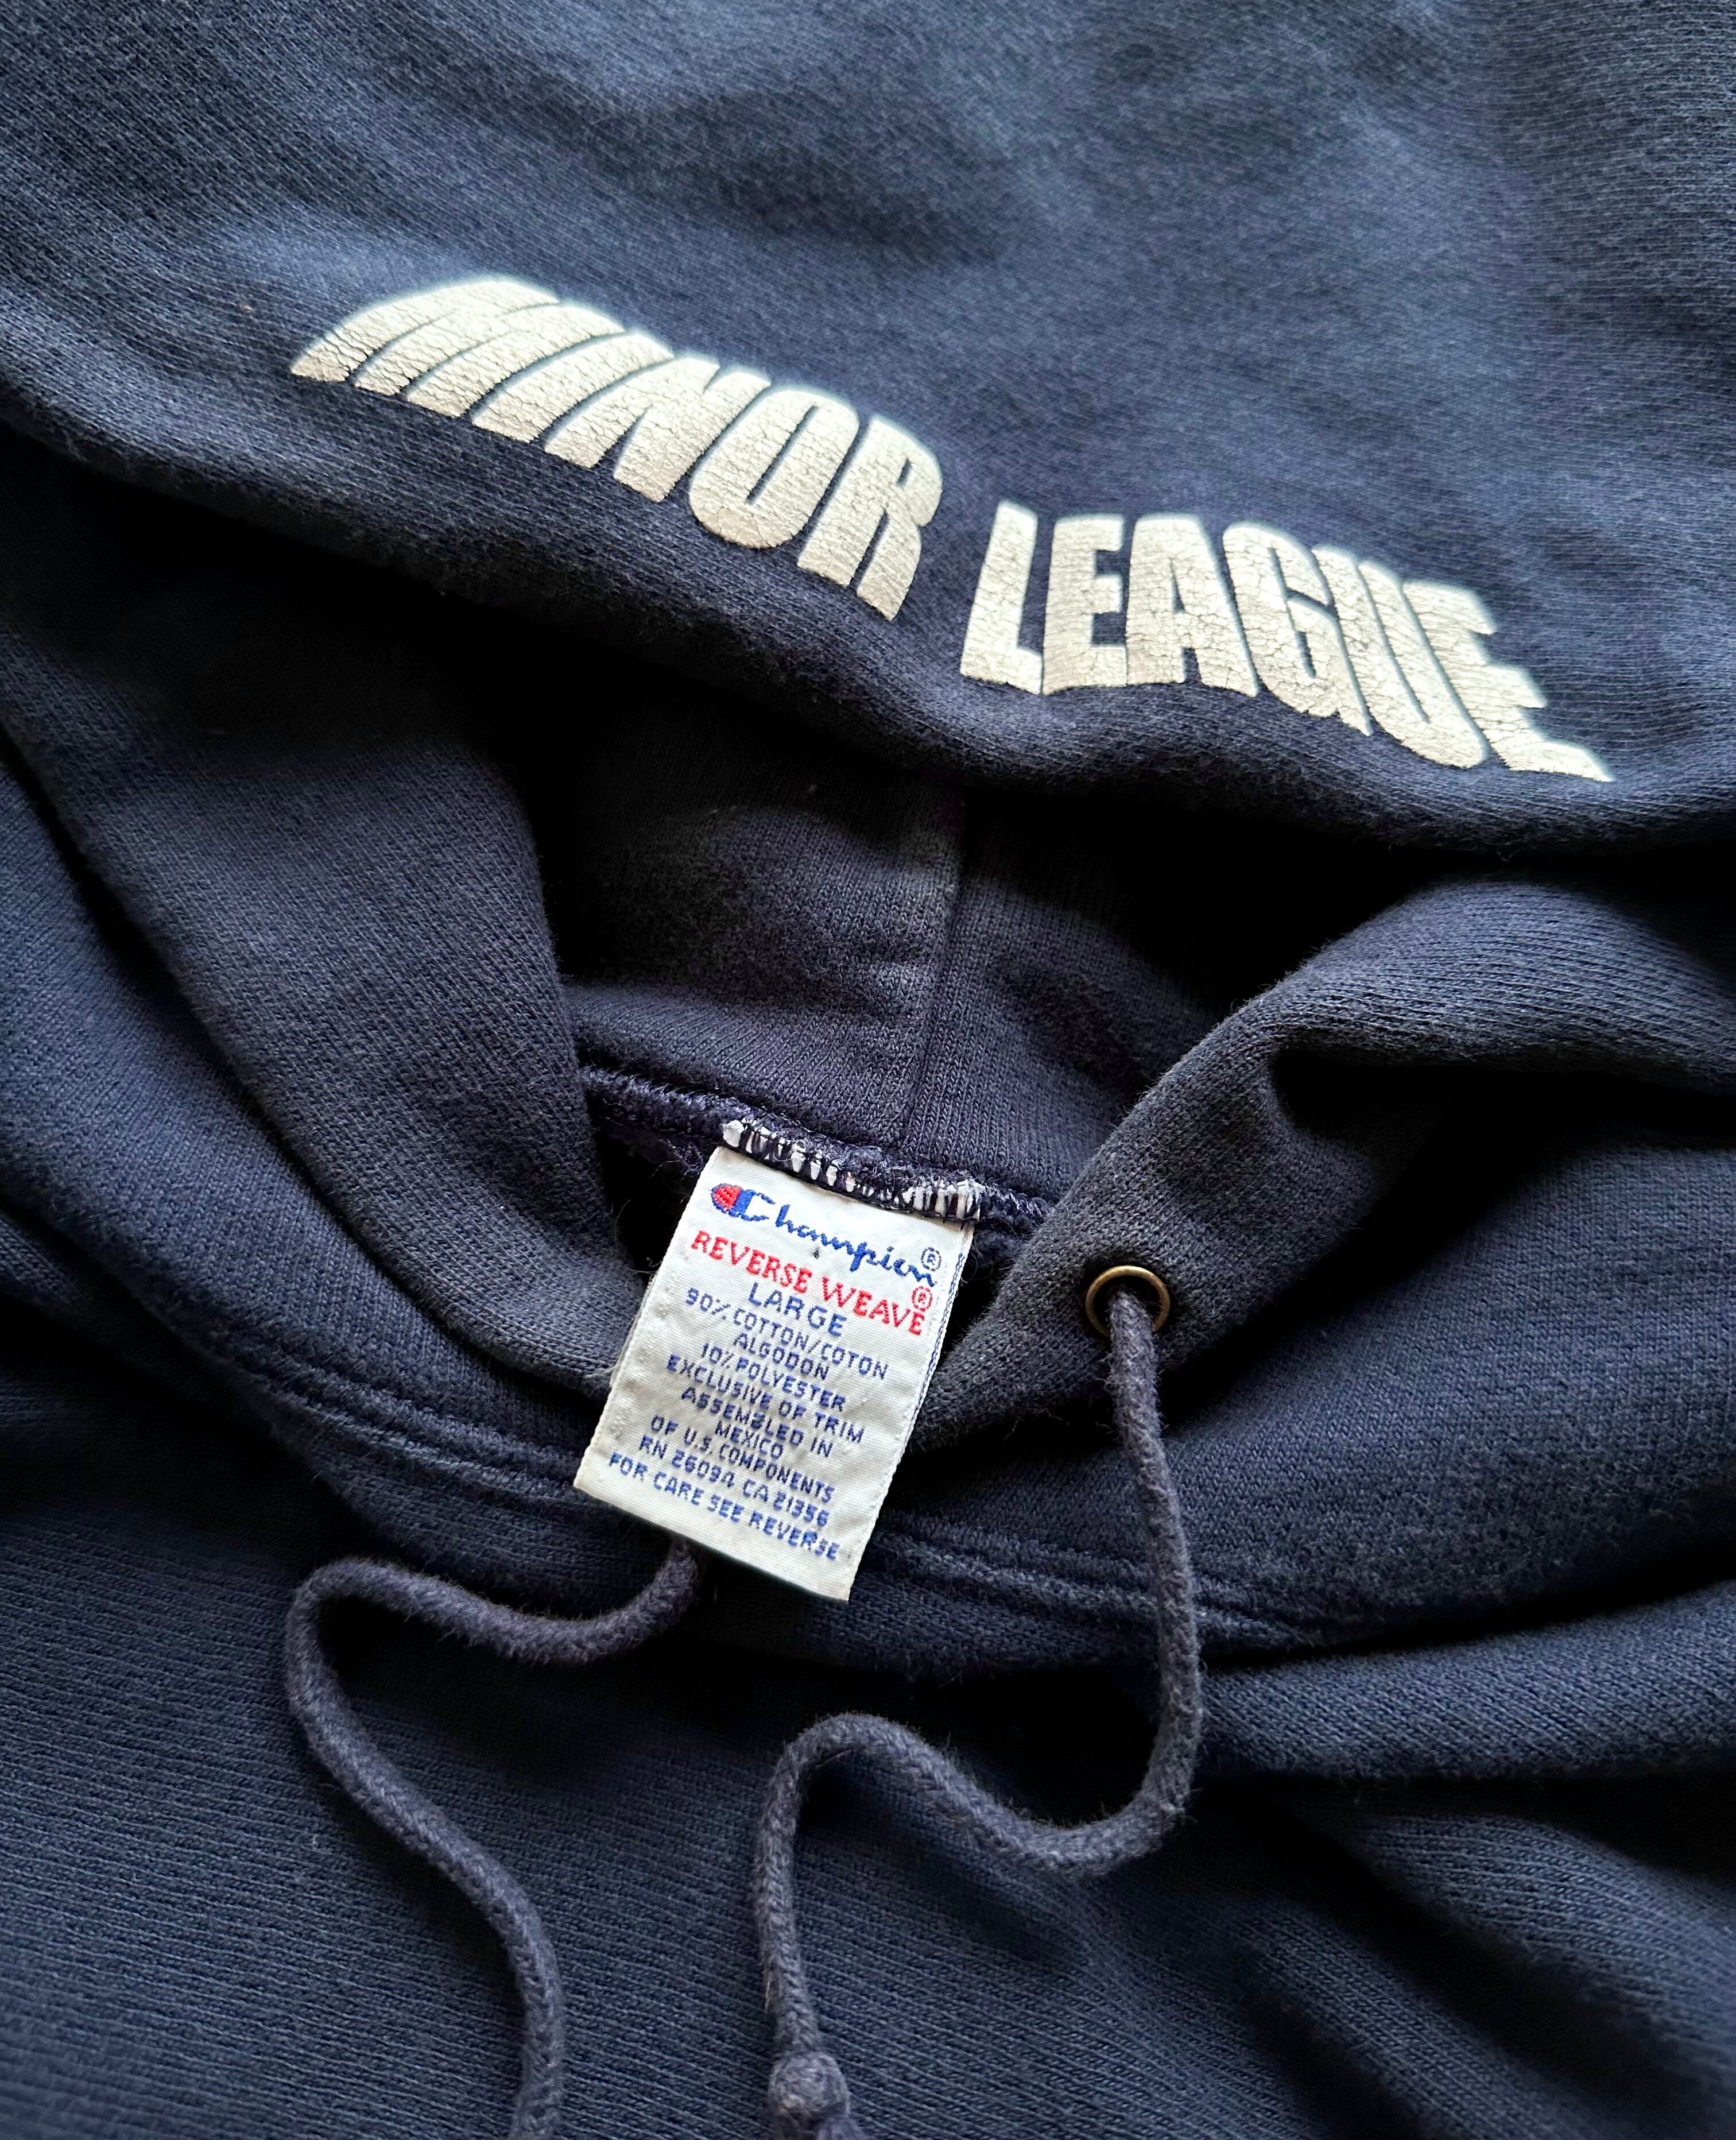 MINOR LEAGUE
Champion®
REVERSE WEAVE®
LARGE
90% COTTON/COTON
ALGODON
10% POLYESTER
EXCLUSIVE OF TRIM
ASSEMBLED IN
MEXICO
OF U.S. COMPONENTS
RN 26094 CA 21356
FOR CARE SEE REVERSE